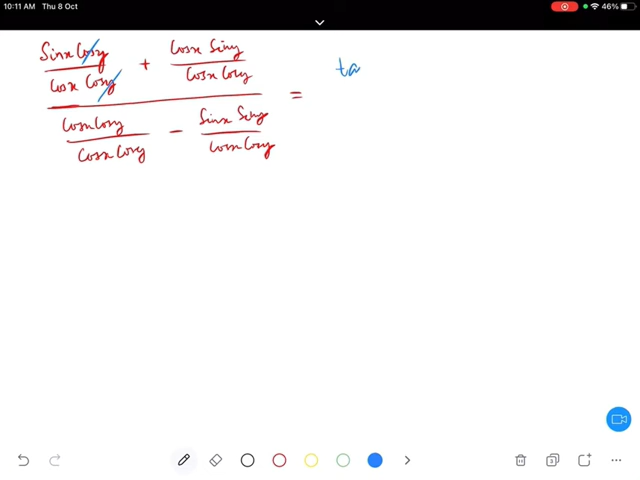 10:11 AM Thu 8 Oct
46%
Sinx Cosy + Cosx Siny
Cosx Cosy Cosx Cosy
= ta
Cosx Cosy − Sinx Siny
Cosx Cosy Cosx Cosy
3